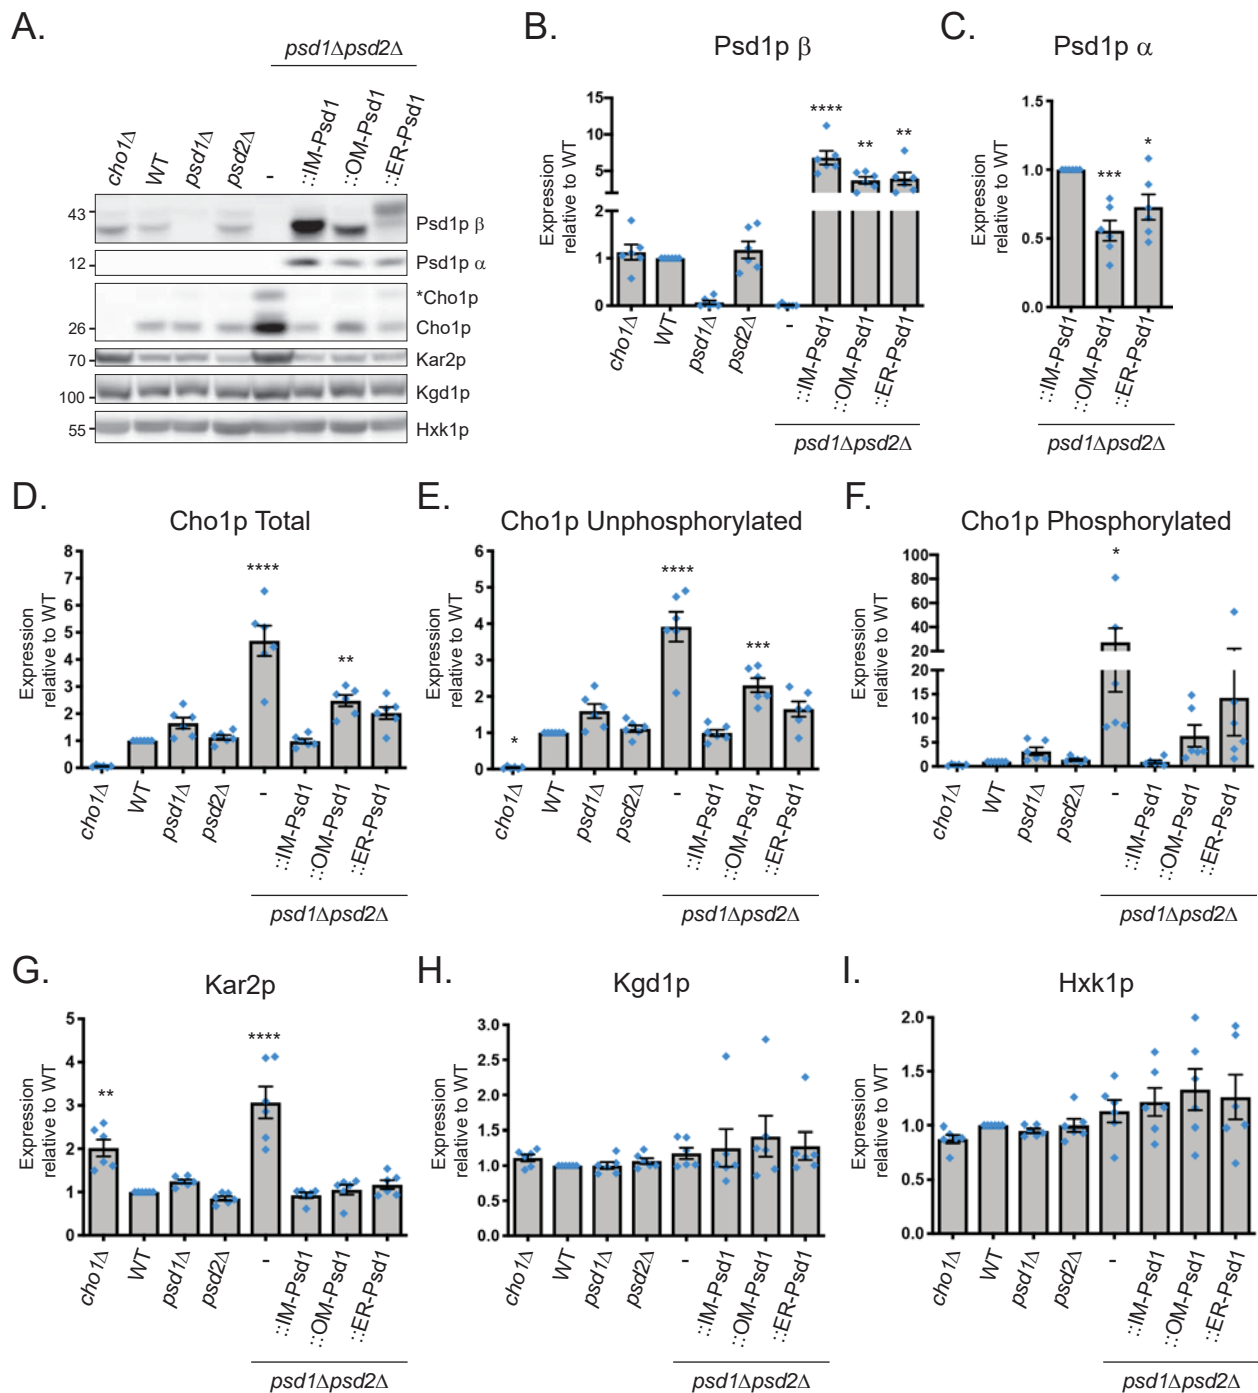 A.
psd1Δpsd2Δ
cho1Δ WT psd1Δ psd2Δ - ::IM-Psd1 ::OM-Psd1 ::ER-Psd1
43 Psd1p β
12 Psd1p α
*Cho1p
26 Cho1p
70 Kar2p
100 Kgd1p
55 Hxk1p
B.
Psd1p β
Expression
relative to WT
15
10
5
2
1
0
**** ** **
cho1Δ WT psd1Δ psd2Δ - ::IM-Psd1 ::OM-Psd1 ::ER-Psd1
psd1Δpsd2Δ
C.
Psd1p α
Expression
relative to WT
1.5
1.0
0.5
0.0
*** *
::IM-Psd1 ::OM-Psd1 ::ER-Psd1
psd1Δpsd2Δ
D.
Cho1p Total
Expression
relative to WT
8
7
6
5
4
3
2
1
0
**** **
cho1Δ WT psd1Δ psd2Δ - ::IM-Psd1 ::OM-Psd1 ::ER-Psd1
psd1Δpsd2Δ
E.
Cho1p Unphosphorylated
Expression
relative to WT
6
5
4
3
2
1
0
* **** ***
cho1Δ WT psd1Δ psd2Δ - ::IM-Psd1 ::OM-Psd1 ::ER-Psd1
psd1Δpsd2Δ
F.
Cho1p Phosphorylated
Expression
relative to WT
100
80
60
40
20
20
15
10
5
0
*
cho1Δ WT psd1Δ psd2Δ - ::IM-Psd1 ::OM-Psd1 ::ER-Psd1
psd1Δpsd2Δ
G.
Kar2p
Expression
relative to WT
5
4
3
2
1
0
** ****
cho1Δ WT psd1Δ psd2Δ - ::IM-Psd1 ::OM-Psd1 ::ER-Psd1
psd1Δpsd2Δ
H.
Kgd1p
Expression
relative to WT
3.0
2.5
2.0
1.5
1.0
0.5
0.0
cho1Δ WT psd1Δ psd2Δ - ::IM-Psd1 ::OM-Psd1 ::ER-Psd1
psd1Δpsd2Δ
I.
Hxk1p
Expression
relative to WT
2.0
1.5
1.0
0.5
0.0
cho1Δ WT psd1Δ psd2Δ - ::IM-Psd1 ::OM-Psd1 ::ER-Psd1
psd1Δpsd2Δ